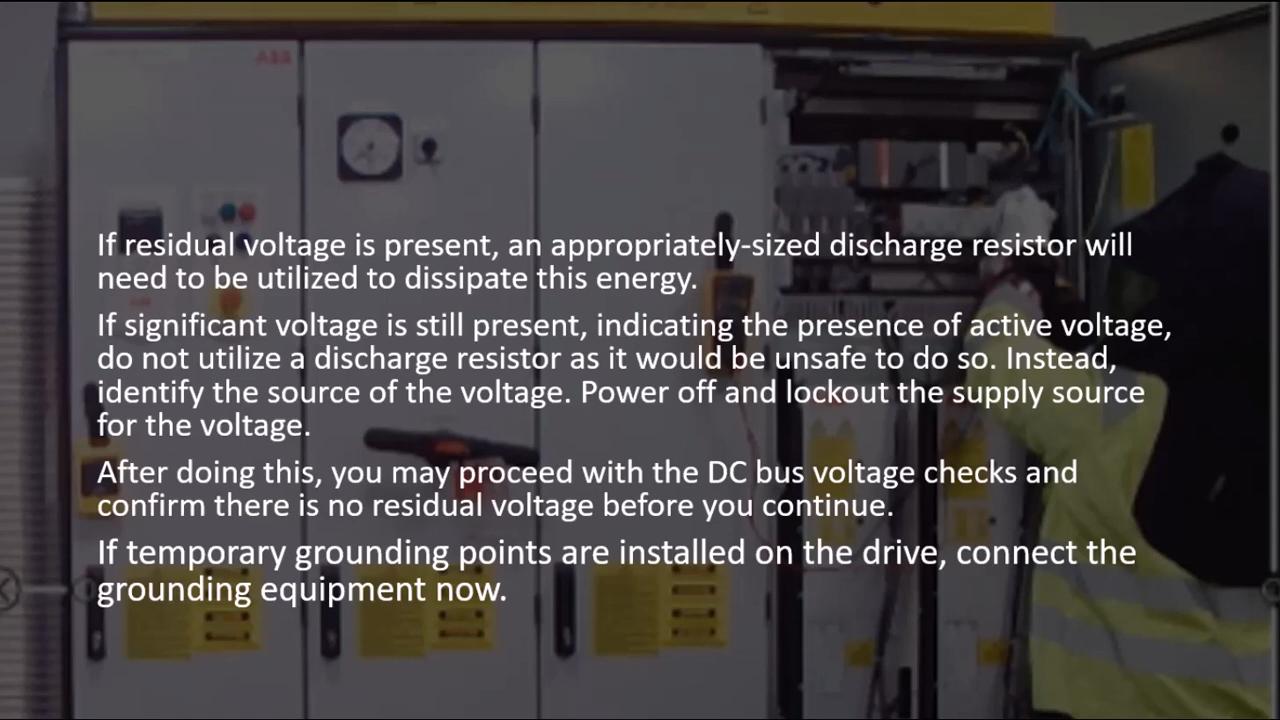 ABB
If residual voltage is present, an appropriately-sized discharge resistor will
need to be utilized to dissipate this energy.
If significant voltage is still present, indicating the presence of active voltage,
do not utilize a discharge resistor as it would be unsafe to do so. Instead,
identify the source of the voltage. Power off and lockout the supply source
for the voltage.
After doing this, you may proceed with the DC bus voltage checks and
confirm there is no residual voltage before you continue.
If temporary grounding points are installed on the drive, connect the
grounding equipment now.